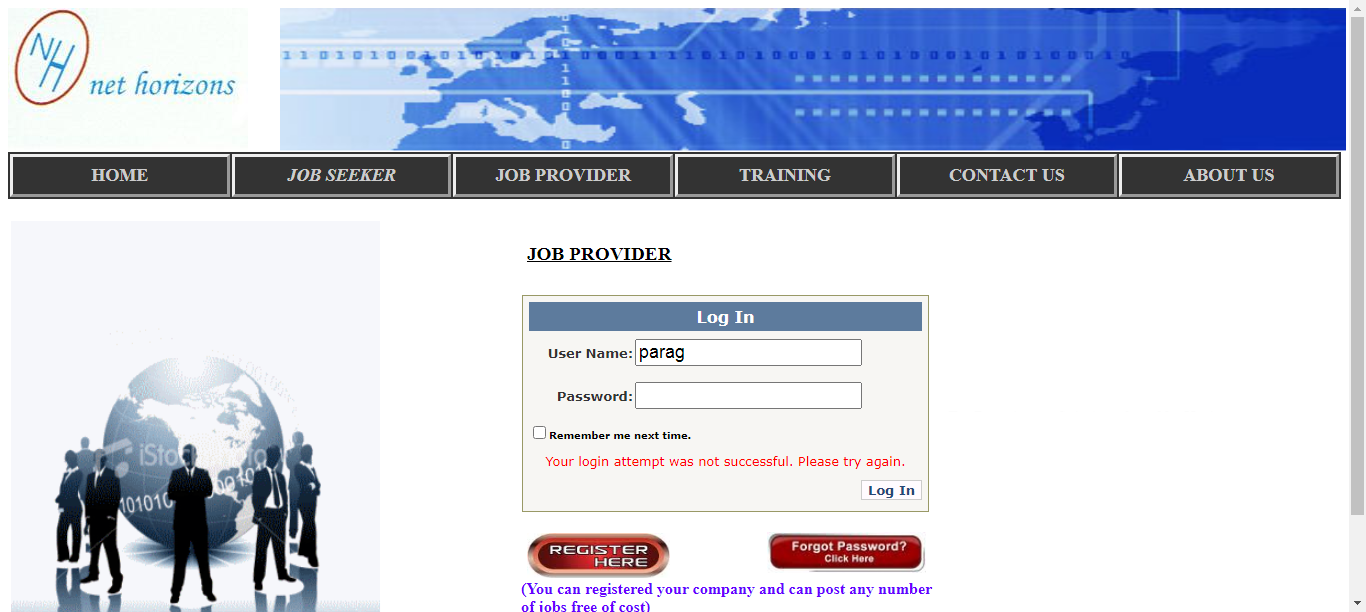 NH
net horizons
HOME
JOB SEEKER
JOB PROVIDER
TRAINING
CONTACT US
ABOUT US
JOB PROVIDER
Log In
User Name: parag
Password:
Remember me next time.
Your login attempt was not successful. Please try again.
Log In
REGISTER
HERE
Forgot Password?
Click Here
(You can registered your company and can post any number
of jobs free of cost)